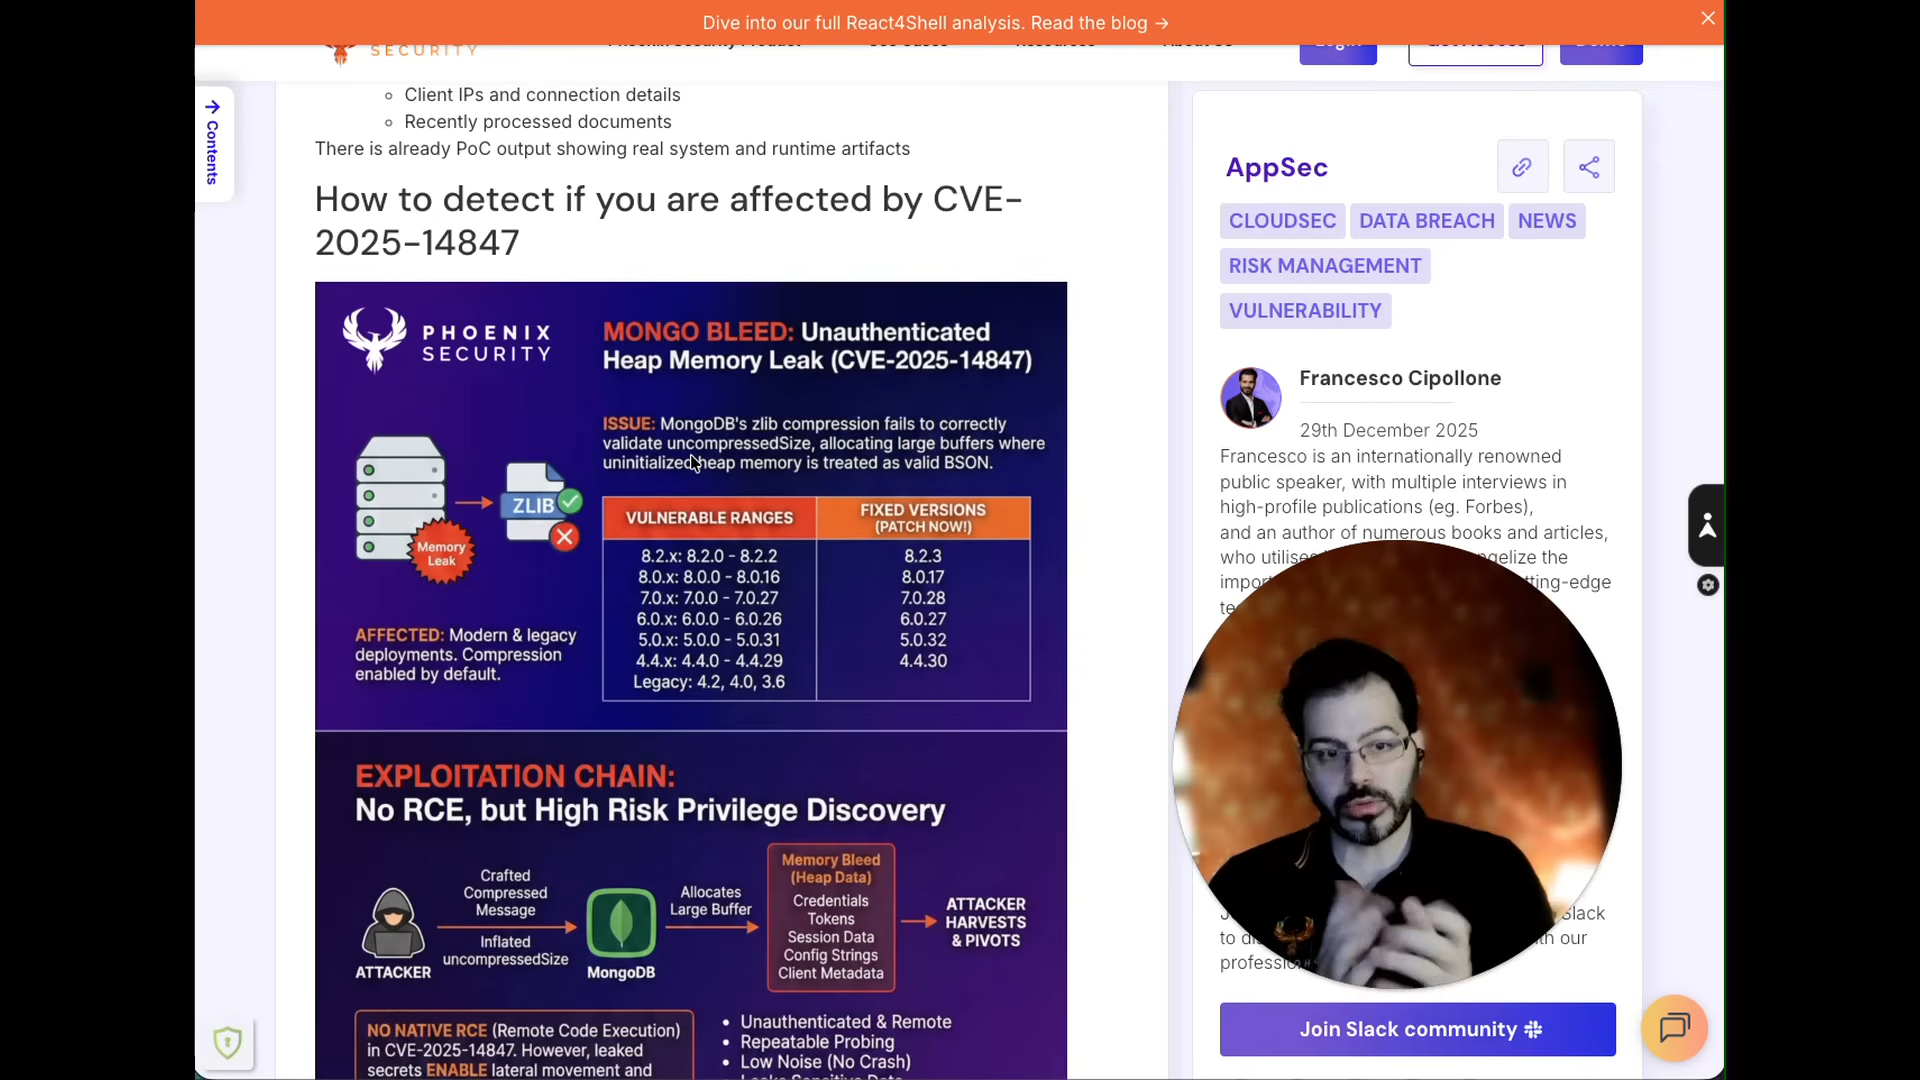 Dive into our full React4Shell analysis. Read the blog →
SECURITY
Contents
Client IPs and connection details
Recently processed documents
There is already PoC output showing real system and runtime artifacts
How to detect if you are affected by CVE-
2025-14847
PHOENIX
SECURITY
MONGO BLEED: Unauthenticated
Heap Memory Leak (CVE-2025-14847)
ISSUE: MongoDB's zlib compression fails to correctly
validate uncompressedSize, allocating large buffers where
uninitialized heap memory is treated as valid BSON.
ZLIB
Memory
Leak
AFFECTED: Modern & legacy
deployments. Compression
enabled by default.
VULNERABLE RANGES
FIXED VERSIONS
(PATCH NOW!)
8.2.x: 8.2.0 - 8.2.2 8.2.3
8.0.x: 8.0.0 - 8.0.16 8.0.17
7.0.x: 7.0.0 - 7.0.27 7.0.28
6.0.x: 6.0.0 - 6.0.26 6.0.27
5.0.x: 5.0.0 - 5.0.31 5.0.32
4.4.x: 4.4.0 - 4.4.29 4.4.30
Legacy: 4.2, 4.0, 3.6
EXPLOITATION CHAIN:
No RCE, but High Risk Privilege Discovery
ATTACKER
Crafted
Compressed
Message
Inflated
uncompressedSize
MongoDB
Allocates
Large Buffer
Memory Bleed
(Heap Data)
Credentials
Tokens
Session Data
Config Strings
Client Metadata
ATTACKER
HARVESTS
& PIVOTS
NO NATIVE RCE (Remote Code Execution)
in CVE-2025-14847. However, leaked
secrets ENABLE lateral movement and
• Unauthenticated & Remote
• Repeatable Probing
• Low Noise (No Crash)
AppSec
CLOUDSEC DATA BREACH NEWS
RISK MANAGEMENT
VULNERABILITY
Francesco Cipollone
29th December 2025
Francesco is an internationally renowned
public speaker, with multiple interviews in
high-profile publications (eg. Forbes),
and an author of numerous books and articles,
who utilises the
Slack
to our
Join Slack community